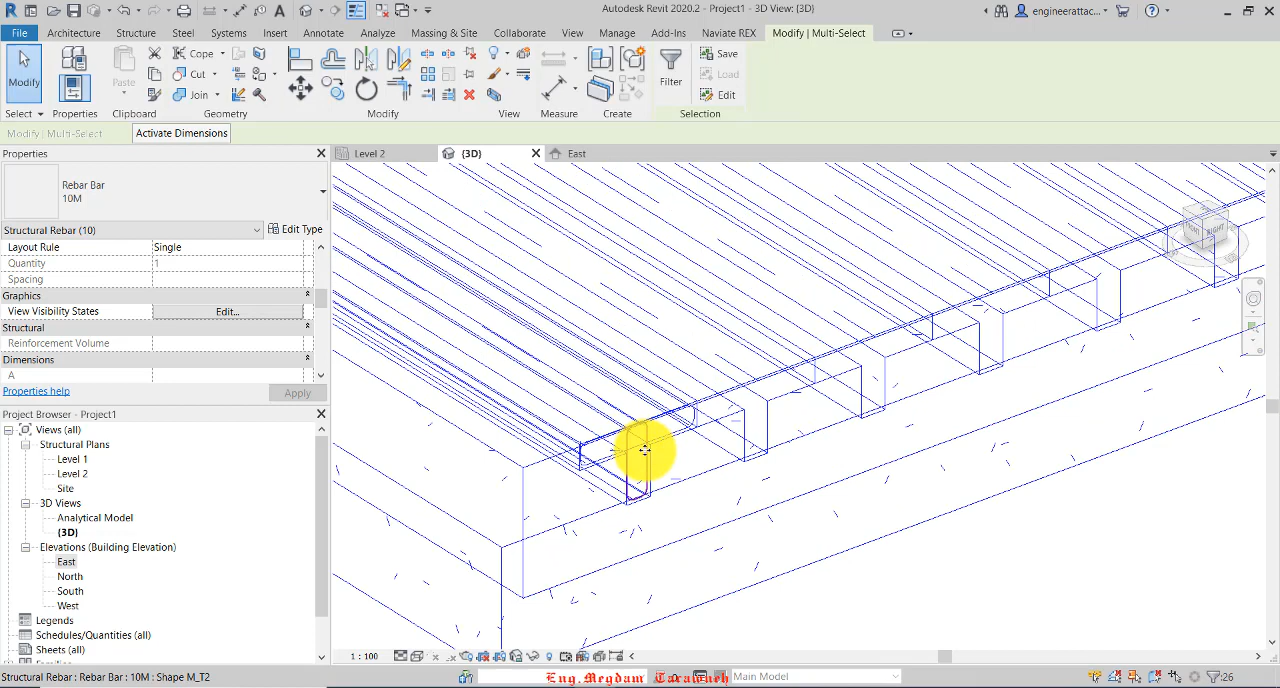 Autodesk Revit 2020.2 - Project1 - 3D View: {3D}
engineerattac...
File
Architecture
Structure
Steel
Systems
Insert
Annotate
Analyze
Massing & Site
Collaborate
View
Manage
Add-Ins
Naviate REX
Modify | Multi-Select
Modify
Paste
Cope
Cut
Join
Filter
Save
Load
Edit
Select
Properties
Clipboard
Geometry
Modify
View
Measure
Create
Selection
Modify | Multi-Select
Activate Dimensions
Properties
Level 2
{3D}
East
Rebar Bar
10M
Structural Rebar (10)
Edit Type
Layout Rule
Single
Quantity
1
Spacing
Graphics
View Visibility States
Edit...
Structural
Reinforcement Volume
Dimensions
A
Properties help
Apply
Project Browser - Project1
Views (all)
Structural Plans
Level 1
Level 2
Site
3D Views
Analytical Model
{3D}
Elevations (Building Elevation)
East
North
South
West
Legends
Schedules/Quantities (all)
Sheets (all)
FRONT
RIGHT
1 : 100
Structural Rebar : Rebar Bar : 10M : Shape M_T2
Eng.Megdam Tarawneh
Main Model
:26